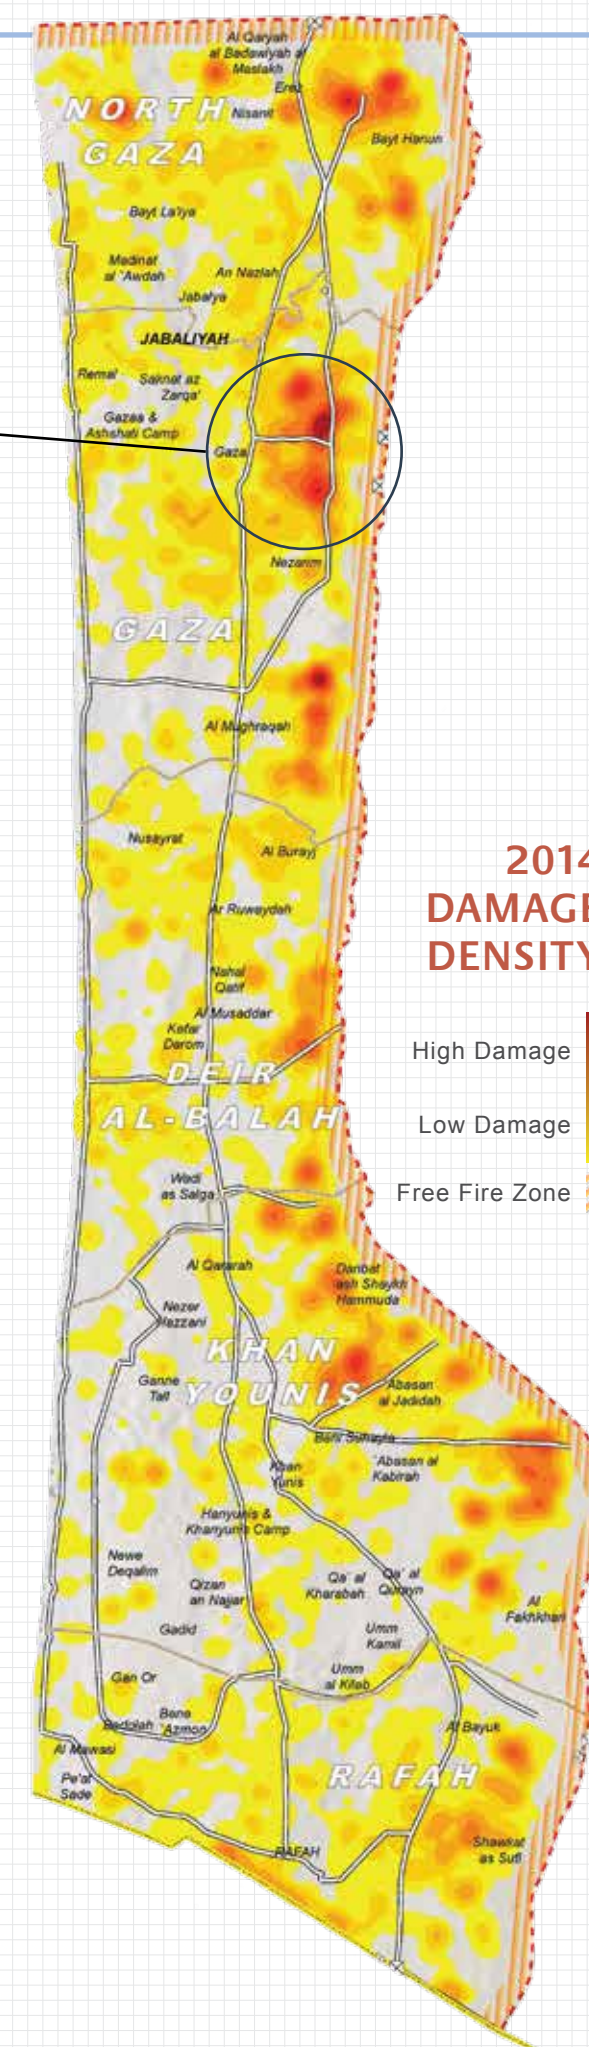 Al Qaryah
al Badawiyah al
Maslakh
Erez
NORTH
GAZA
Nisanit
Bayt Hanun
Bayt La'iya
Madinat
al 'Awdah
An Nazlah
Jabalya
JABALIYAH
Remal
Saknat az
Zarqa'
Gazaa &
Ashshati Camp
Gaza
Nezarim
GAZA
Al Mughraqah
Nusayrat
Al Burayj
2014
DAMAGE
DENSITY
Ar Ruwaydah
Nahal
Qatif
Al Musaddar
Kefar
Darom
High Damage
DEIR
AL-BALAH
Low Damage
Wadi
as Salga
Free Fire Zone
Al Qararah
Danbat
ash Shaykh
Hammuda
Nezer
Hazzani
KHAN
YOUNIS
Ganne
Tall
Abasan
al Jadidah
Bani Suhayla
'Abasan al
Kabirah
Khan
Yunis
Hanyunis &
Khanyunis Camp
Newe
Deqalim
Qizan
an Najjar
Qa' al
Kharabah
Qa' al
Qurayn
Al
Fakhkhari
Gadid
Umm
Kamil
Umm
al Kilab
Gan Or
Bene
'Azmon
Bedolah
Al Bayuk
Al Mawasi
RAFAH
Pe'at
Sade
RAFAH
Shawkat
as Sufi